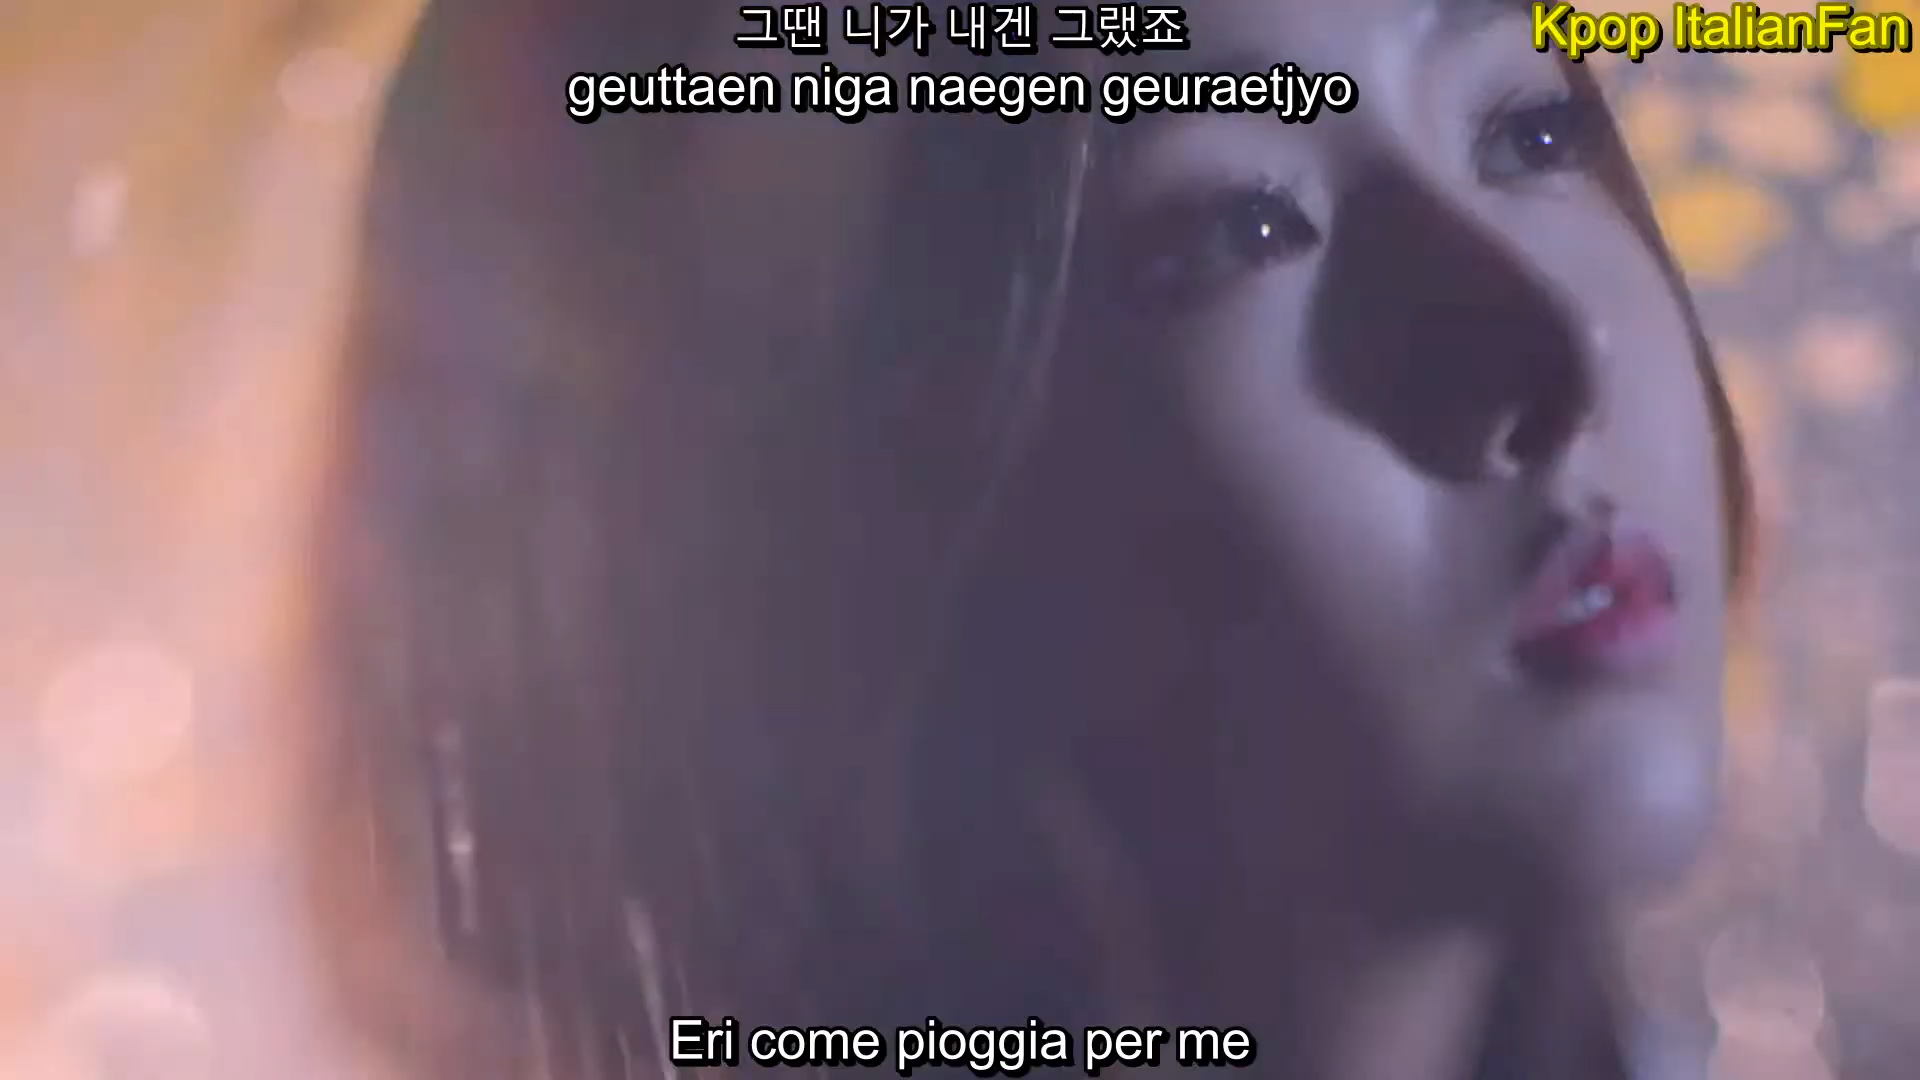 그땐 니가 내겐 그랬죠
Kpop ItalianFan
geuttaen niga naegen geuraetjyo
Eri come pioggia per me